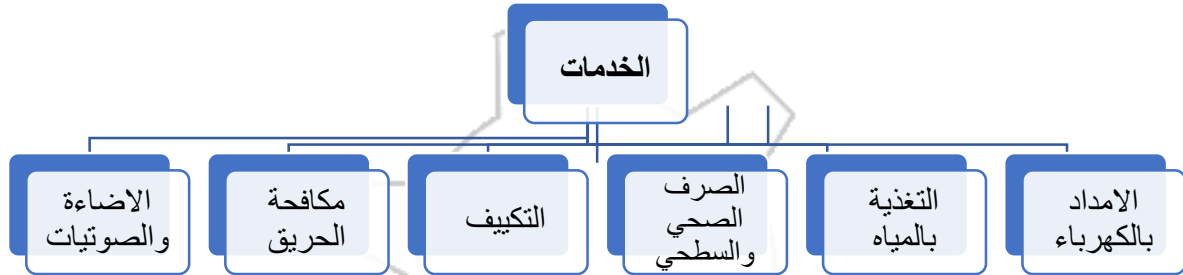 الخدمات
الامداد
بالكهرباء
التغذية
بالمياه
الصرف
الصحي
والسطحي
التكييف
مكافحة
الحريق
الاضاءة
والصوتيات